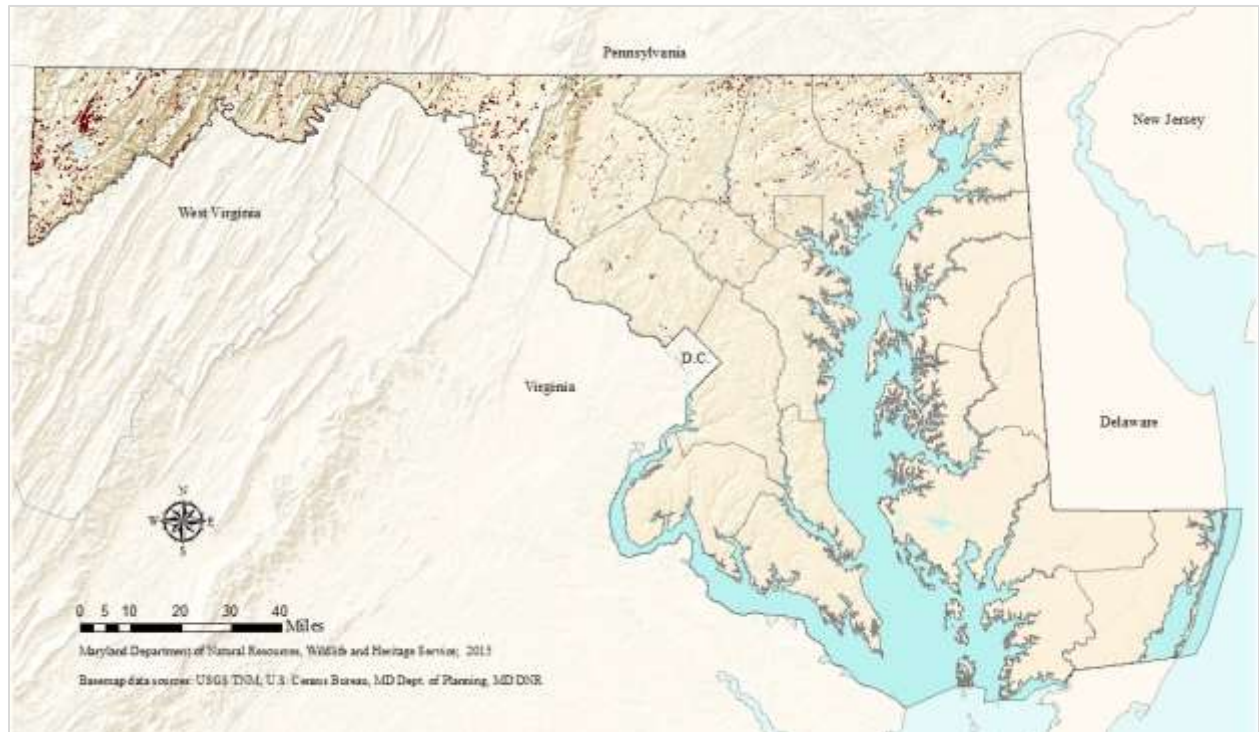 Pennsylvania
New Jersey
West Virginia
D.C.
Virginia
Delaware
N
W E
S
0 5 10 20 30 40
Miles
Maryland Department of Natural Resources, Wildlife and Heritage Service; 2015
Basemap data sources: USGS TNM, U.S. Census Bureau, MD Dept. of Planning, MD DNR